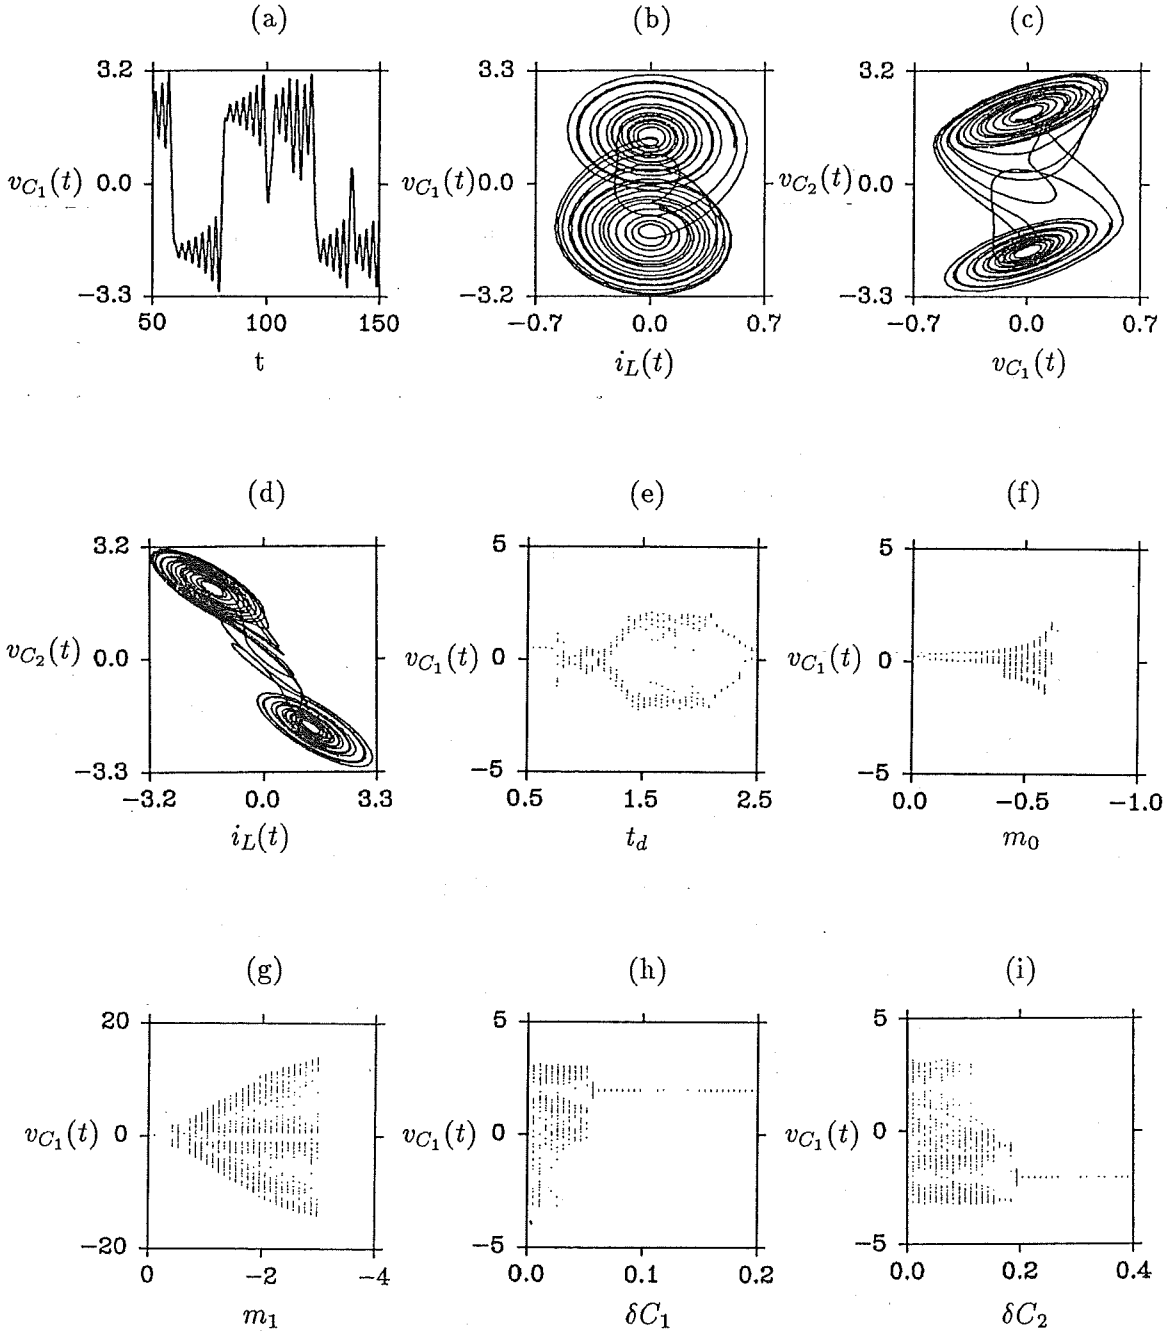 (a) (b) (c)
3.2 3.3 3.2
v_{C_1}(t) 0.0 v_{C_1}(t) 0.0 v_{C_2}(t) 0.0
−3.3 −3.2 −3.3
50 100 150 −0.7 0.0 0.7 −0.7 0.0 0.7
t i_L(t) v_{C_1}(t)
(d) (e) (f)
3.2 5 5
v_{C_2}(t) 0.0 v_{C_1}(t) 0 v_{C_1}(t) 0
−3.3 −5 −5
−3.2 0.0 3.3 0.5 1.5 2.5 0.0 −0.5 −1.0
i_L(t) t_d m_0
(g) (h) (i)
20 5 5
v_{C_1}(t) 0 v_{C_1}(t) 0 v_{C_1}(t) 0
−20 −5 −5
0 −2 −4 0.0 0.1 0.2 0.0 0.2 0.4
m_1 δC_1 δC_2